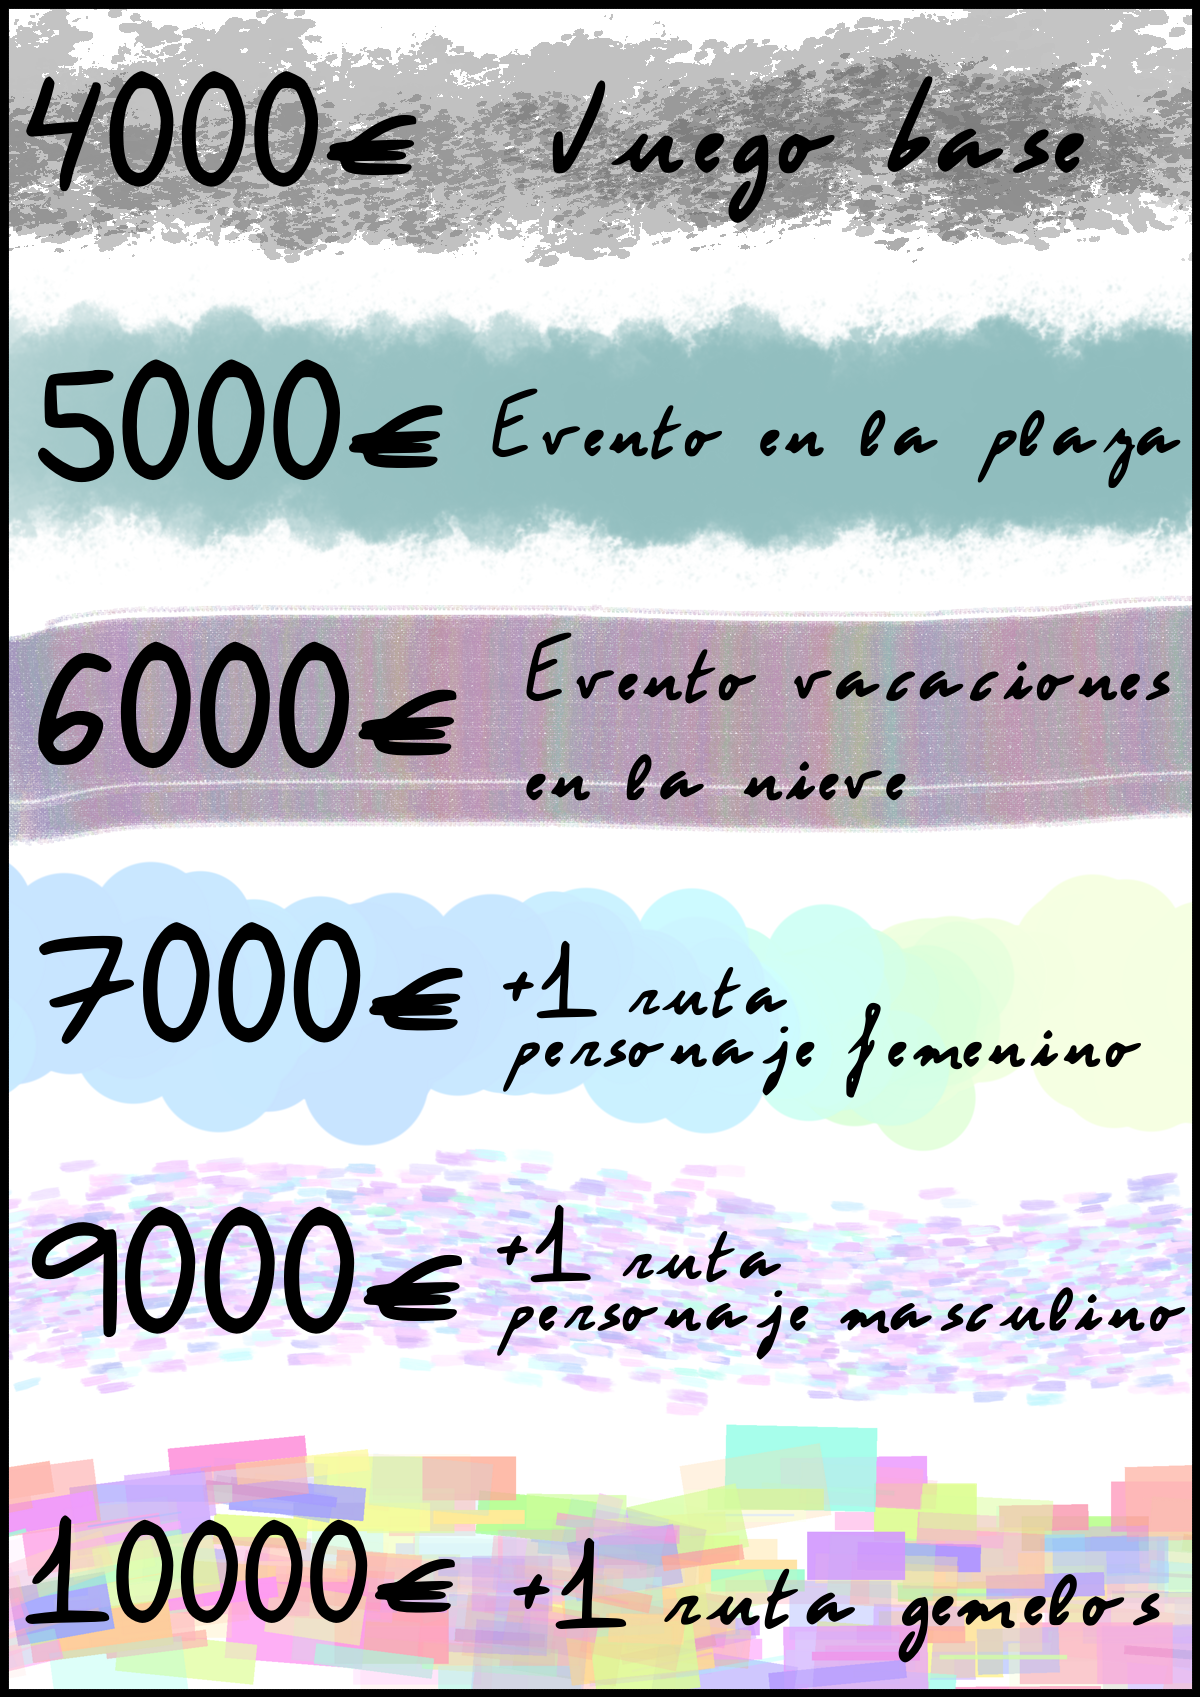 4000€ Juego base
5000€ Evento en la plaza
6000€ Evento vacaciones
en la nieve
7000€ +1 ruta
personaje femenino
9000€ +1 ruta
personaje masculino
10000€ +1 ruta gemelos